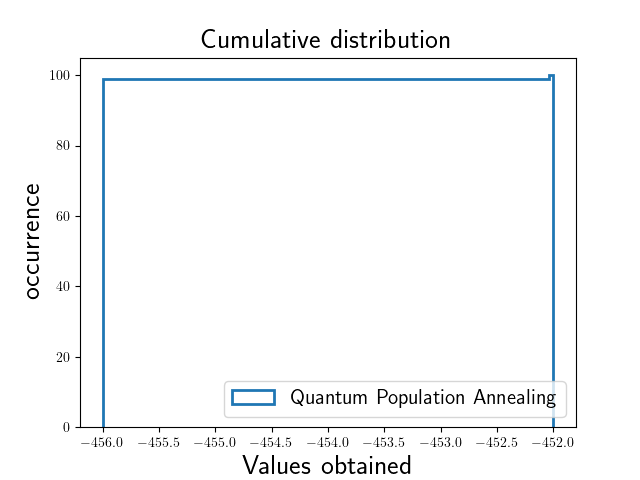 Cumulative distribution
100
80
60
40
20
0
occurrence
Quantum Population Annealing
−456.0 −455.5 −455.0 −454.5 −454.0 −453.5 −453.0 −452.5 −452.0
Values obtained